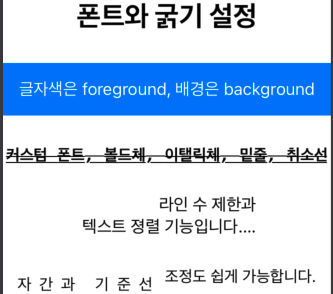 폰트와 굵기 설정
글자색은 foreground, 배경은 background
커스텀 폰트, 볼드체, 이탤릭체, 밑줄, 취소선
라인 수 제한과
텍스트 정렬 기능입니다....
자 간 과 기 준 선 조정도 쉽게 가능합니다.